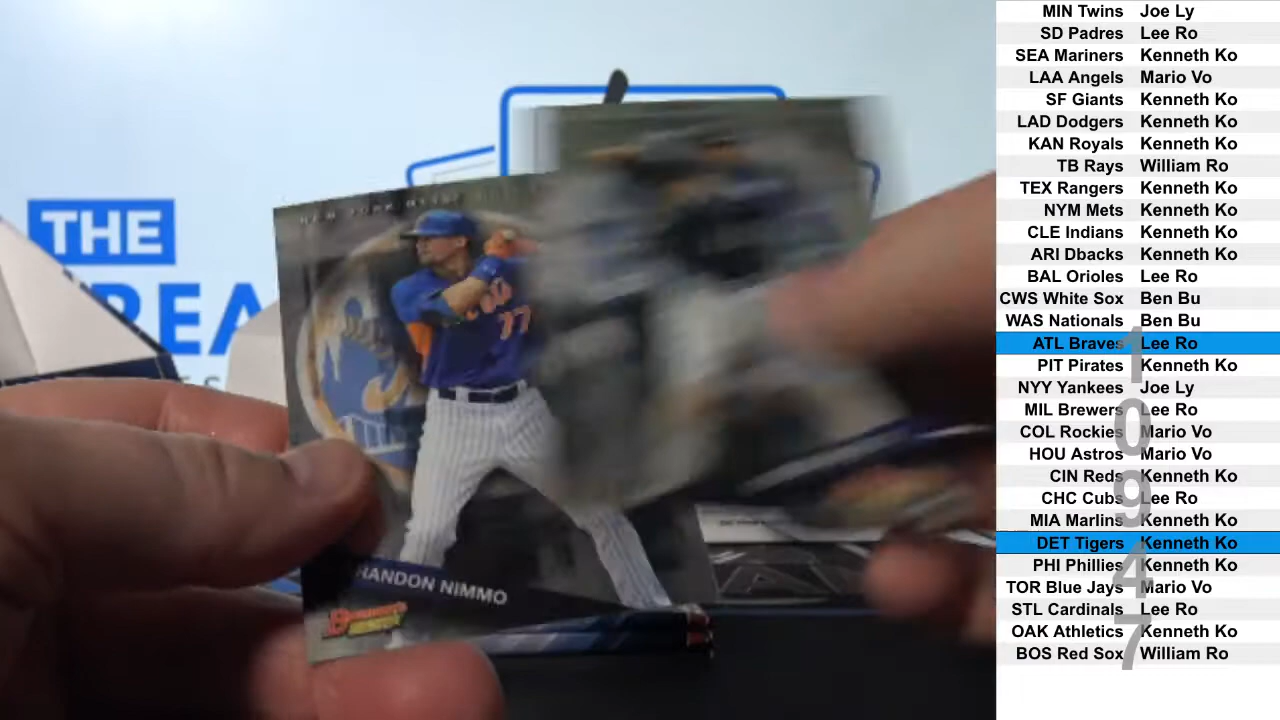 THE
REA
NEW YORK METS
77
BRANDON NIMMO
BOWMAN'S
BEST
MIN Twins Joe Ly
SD Padres Lee Ro
SEA Mariners Kenneth Ko
LAA Angels Mario Vo
SF Giants Kenneth Ko
LAD Dodgers Kenneth Ko
KAN Royals Kenneth Ko
TB Rays William Ro
TEX Rangers Kenneth Ko
NYM Mets Kenneth Ko
CLE Indians Kenneth Ko
ARI Dbacks Kenneth Ko
BAL Orioles Lee Ro
CWS White Sox Ben Bu
WAS Nationals Ben Bu
ATL Braves Lee Ro
PIT Pirates Kenneth Ko
NYY Yankees Joe Ly
MIL Brewers Lee Ro
COL Rockies Mario Vo
HOU Astros Mario Vo
CIN Reds Kenneth Ko
CHC Cubs Lee Ro
MIA Marlins Kenneth Ko
DET Tigers Kenneth Ko
PHI Phillies Kenneth Ko
TOR Blue Jays Mario Vo
STL Cardinals Lee Ro
OAK Athletics Kenneth Ko
BOS Red Sox William Ro
10947